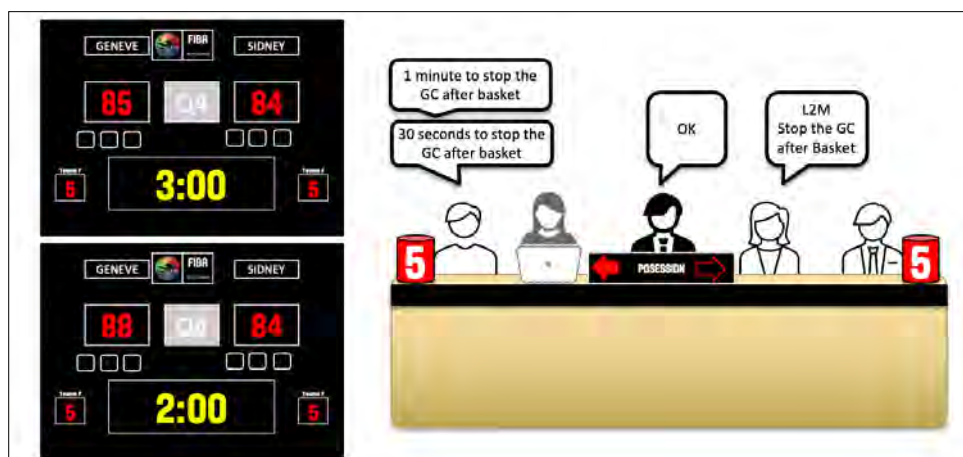 GENEVE
FIBA
SIDNEY
85
Q4
84
5
3:00
5
GENEVE
FIBA
SIDNEY
88
Q4
84
5
2:00
5
1 minute to stop the
GC after basket
30 seconds to stop the
GC after basket
OK
L2M
Stop the GC
after Basket
5
POSESSION
5